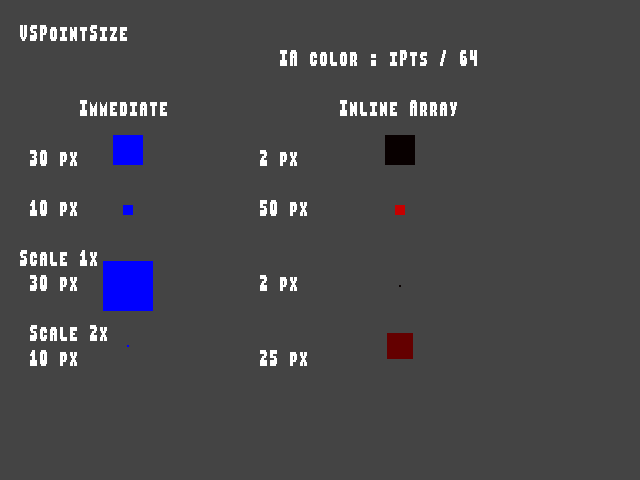 VSPointSize
IA color : iPts / 64
Immediate Inline Array
30 px 2 px
10 px 50 px
Scale 1x
30 px 2 px
Scale 2x
10 px 25 px